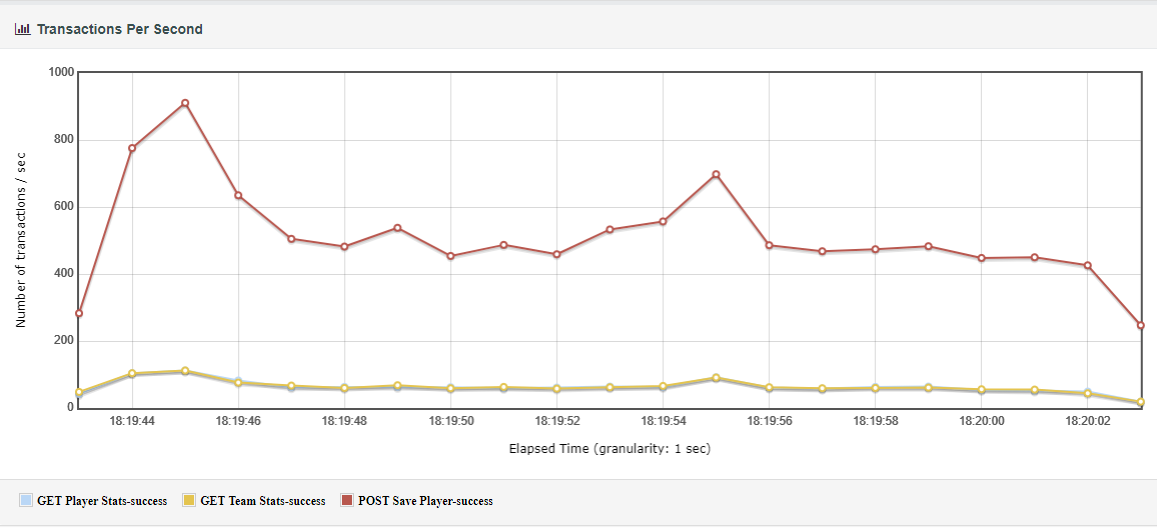 Transactions Per Second
1000
800
600
400
200
0
Number of transactions / sec
18:19:44 18:19:46 18:19:48 18:19:50 18:19:52 18:19:54 18:19:56 18:19:58 18:20:00 18:20:02
Elapsed Time (granularity: 1 sec)
GET Player Stats-success GET Team Stats-success POST Save Player-success